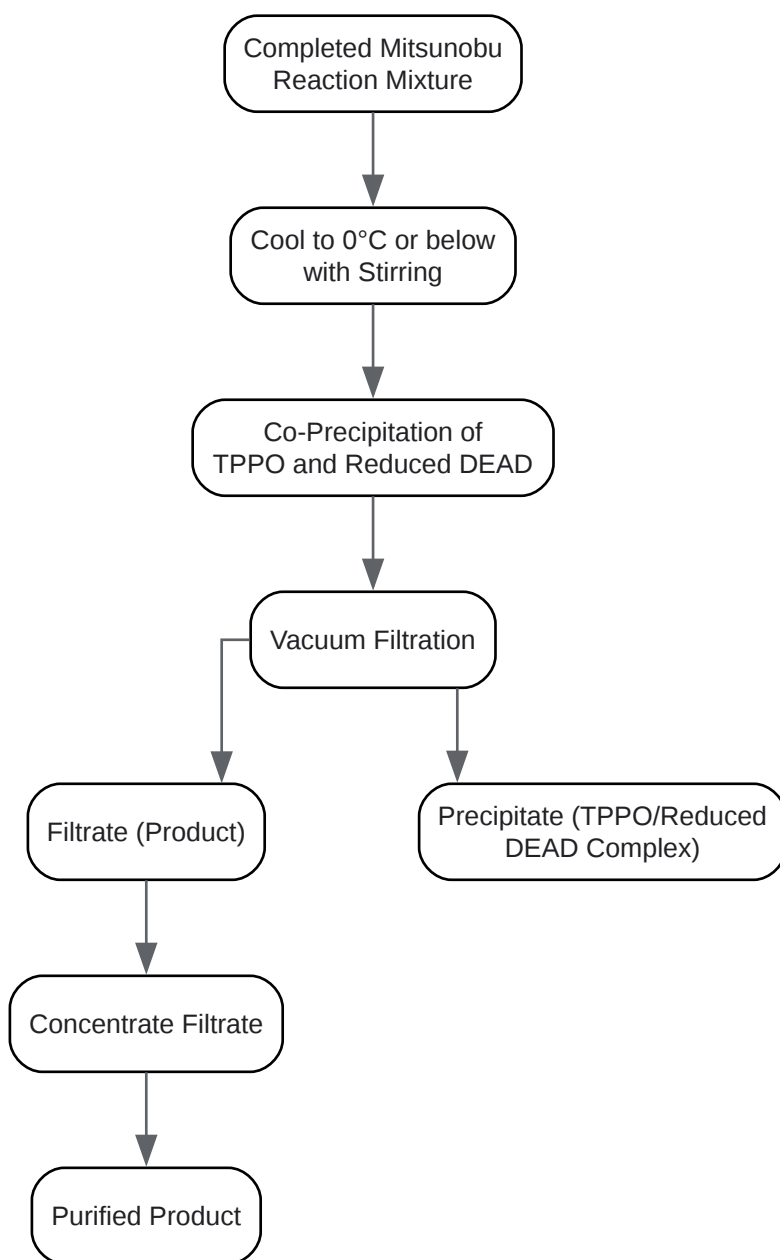 Completed Mitsunobu
Reaction Mixture
Cool to 0°C or below
with Stirring
Co-Precipitation of
TPPO and Reduced DEAD
Vacuum Filtration
Filtrate (Product)
Precipitate (TPPO/Reduced
DEAD Complex)
Concentrate Filtrate
Purified Product